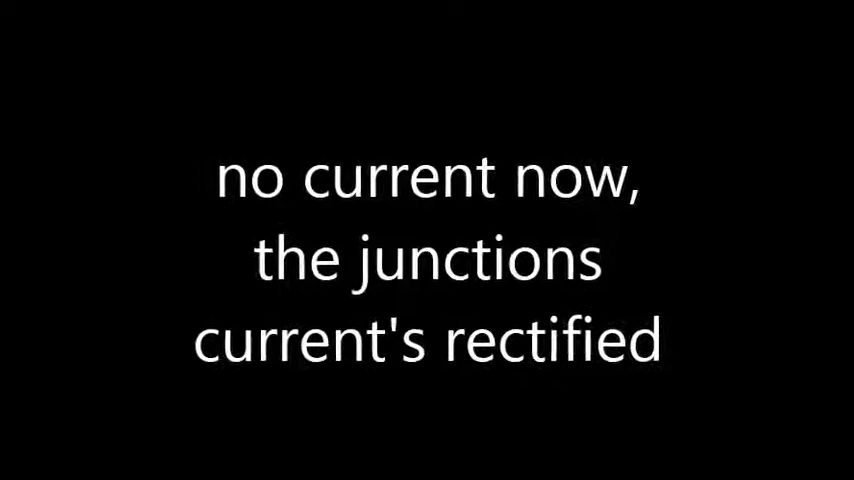 no current now,
the junctions
current's rectified